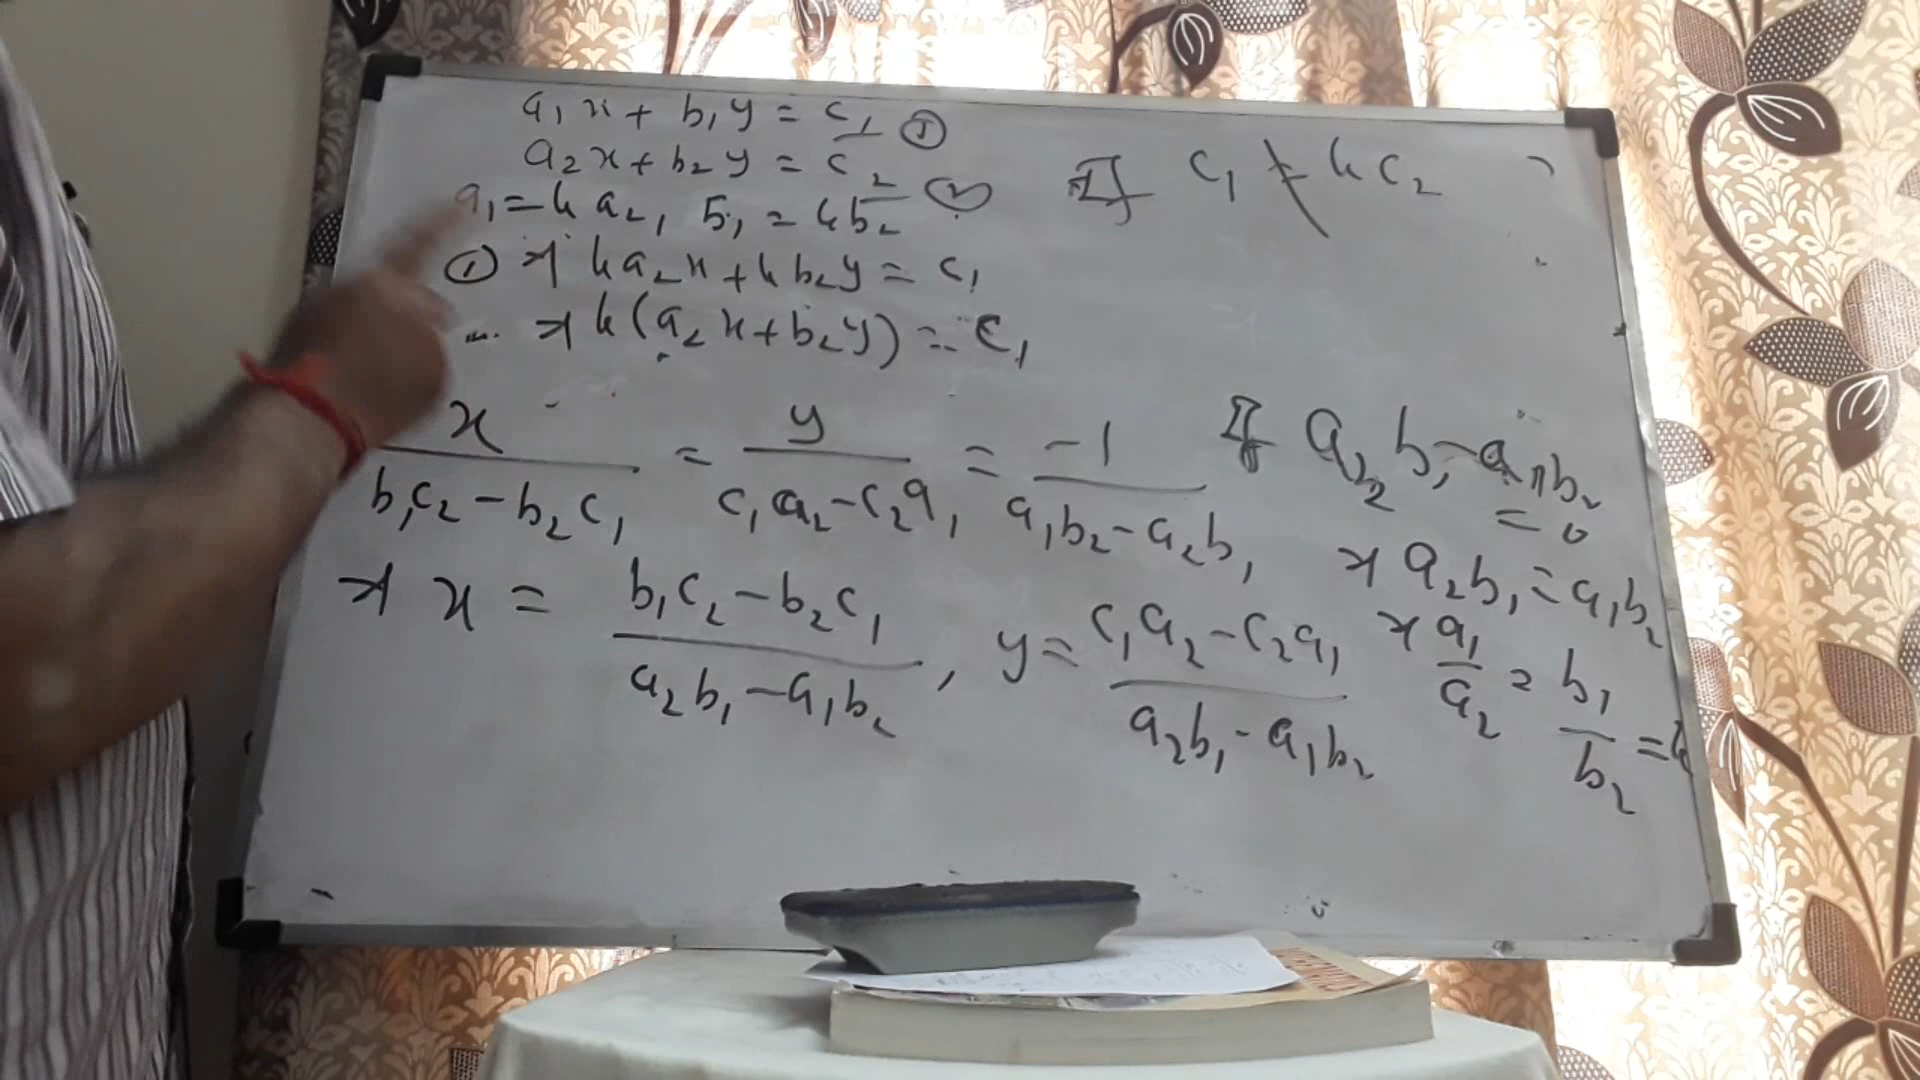 a₁x + b₁y = c₁ ①
a₂x + b₂y = c₂ ②
a₁ = k a₂, b₁ = k b₂
① ⇒ k a₂x + k b₂y = c₁
⇒ k(a₂x + b₂y) = c₁
If c₁ ≠ k c₂
x / (b₁c₂ - b₂c₁) = y / (c₁a₂ - c₂a₁) = -1 / (a₁b₂ - a₂b₁)
⇒ x = (b₁c₂ - b₂c₁) / (a₂b₁ - a₁b₂), y = (c₁a₂ - c₂a₁) / (a₂b₁ - a₁b₂)
If a₂b₁ - a₁b₂
= 0
⇒ a₂b₁ = a₁b₂
⇒ a₁/a₂ = b₁/b₂ = k